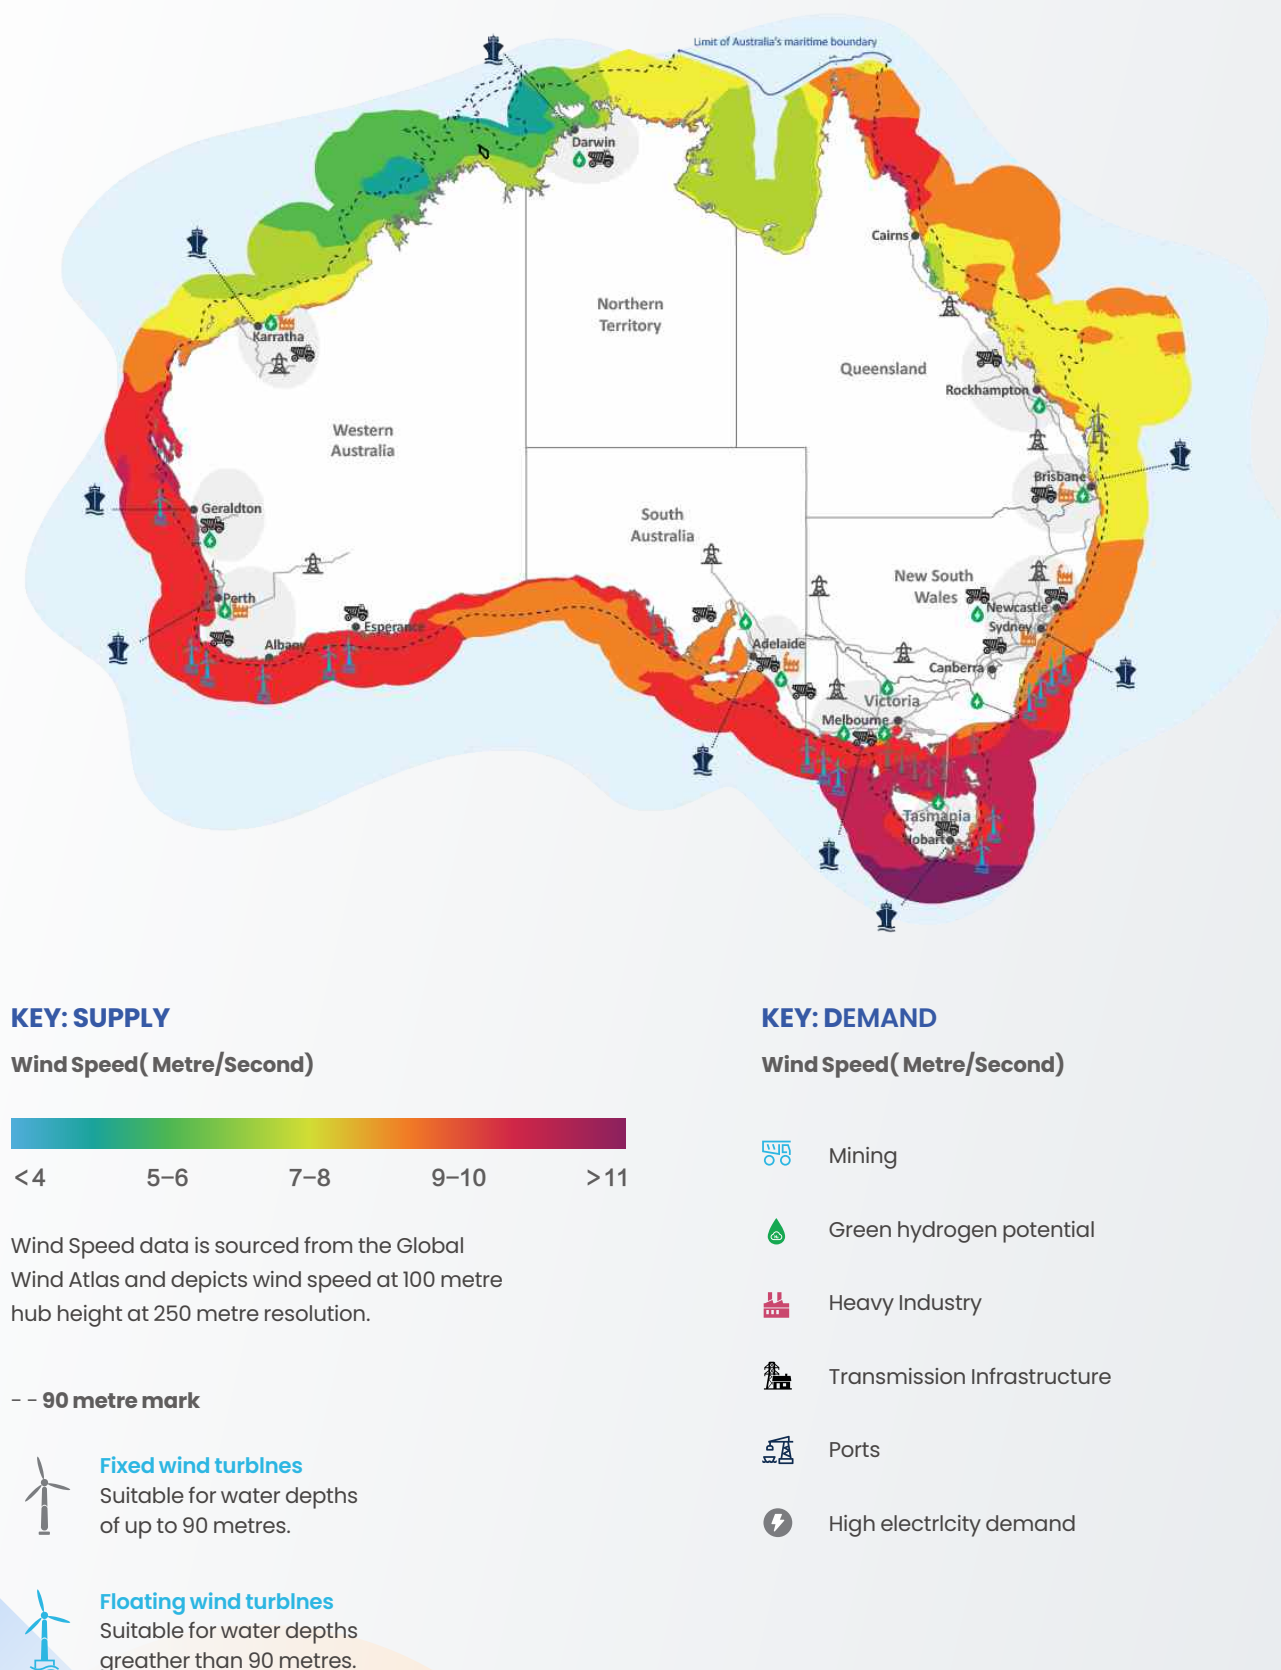 Limit of Australia's maritime boundary
Darwin
Cairns
Northern
Territory
Karratha
Queensland
Rockhampton
Western
Australia
Brisbane
Geraldton
South
Australia
New South
Wales
Perth
Newcastle
Esperance
Sydney
Albany
Adelaide
Canberra
Victoria
Melbourne
Tasmania
Hobart
KEY: SUPPLY
Wind Speed( Metre/Second)
<4
5–6
7–8
9–10
>11
Wind Speed data is sourced from the Global
Wind Atlas and depicts wind speed at 100 metre
hub height at 250 metre resolution.
-- 90 metre mark
Fixed wind turbInes
Suitable for water depths
of up to 90 metres.
Floating wind turbInes
Suitable for water depths
greather than 90 metres.
KEY: DEMAND
Wind Speed( Metre/Second)
Mining
Green hydrogen potential
Heavy Industry
Transmission Infrastructure
Ports
High electrIcity demand